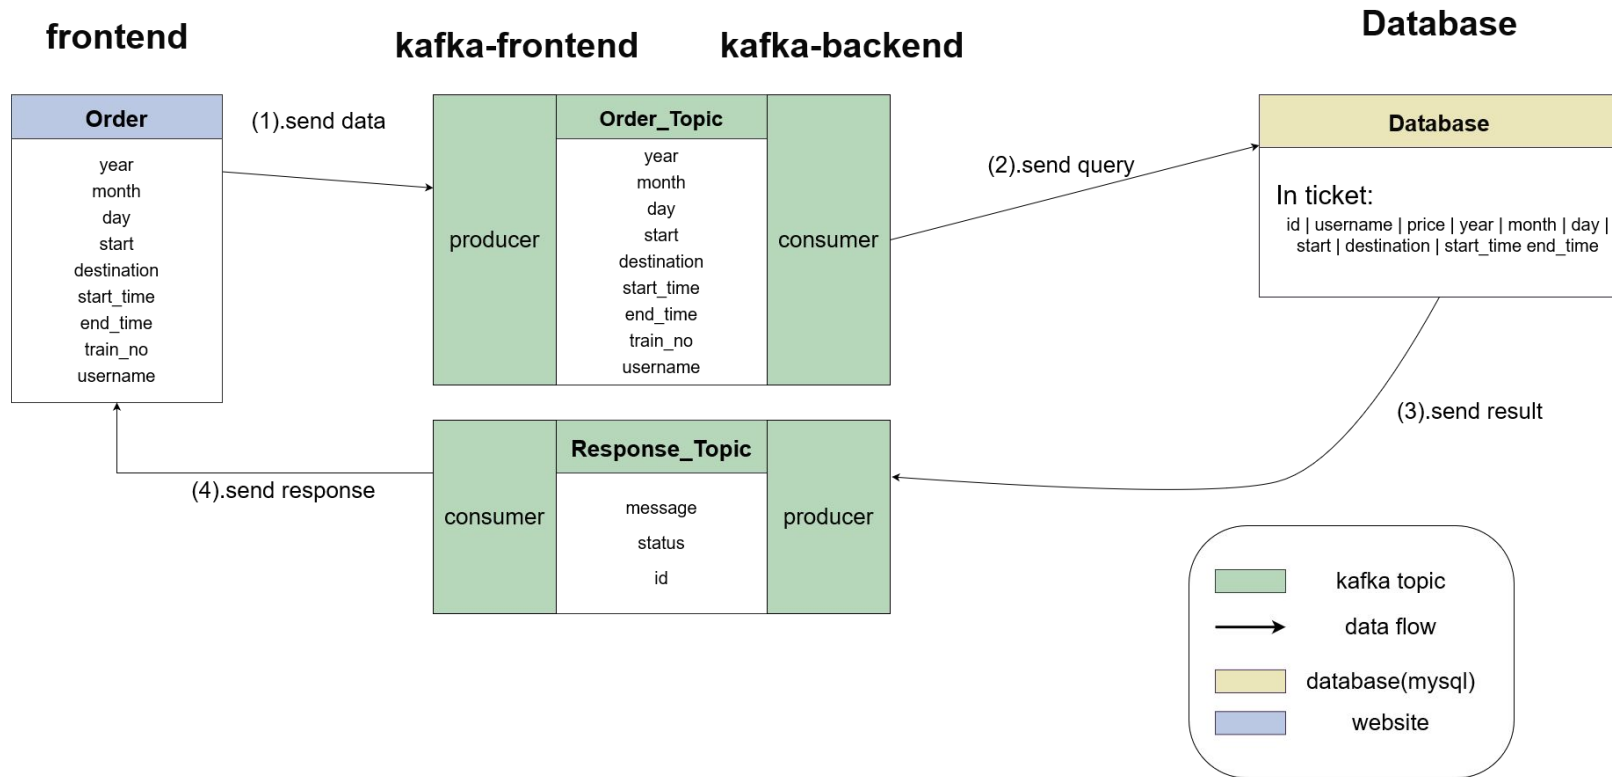 frontend
kafka-frontend
kafka-backend
Database
Order
year
month
day
start
destination
start_time
end_time
train_no
username
(1).send data
producer
Order_Topic
year
month
day
start
destination
start_time
end_time
train_no
username
consumer
(2).send query
Database
In ticket:
id | username | price | year | month | day |
start | destination | start_time end_time
(3).send result
consumer
Response_Topic
message
status
id
producer
(4).send response
kafka topic
data flow
database(mysql)
website